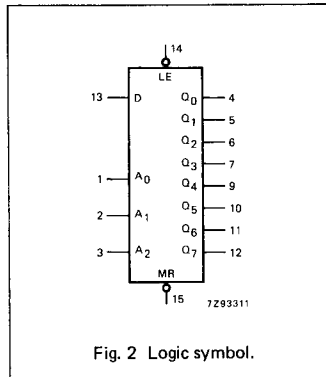 14
LE
13 D Q0 4
Q1 5
Q2 6
Q3 7
1 A0
Q4 9
2 A1 Q5 10
Q6 11
3 A2 Q7 12
MR
15
7Z93311
Fig. 2 Logic symbol.